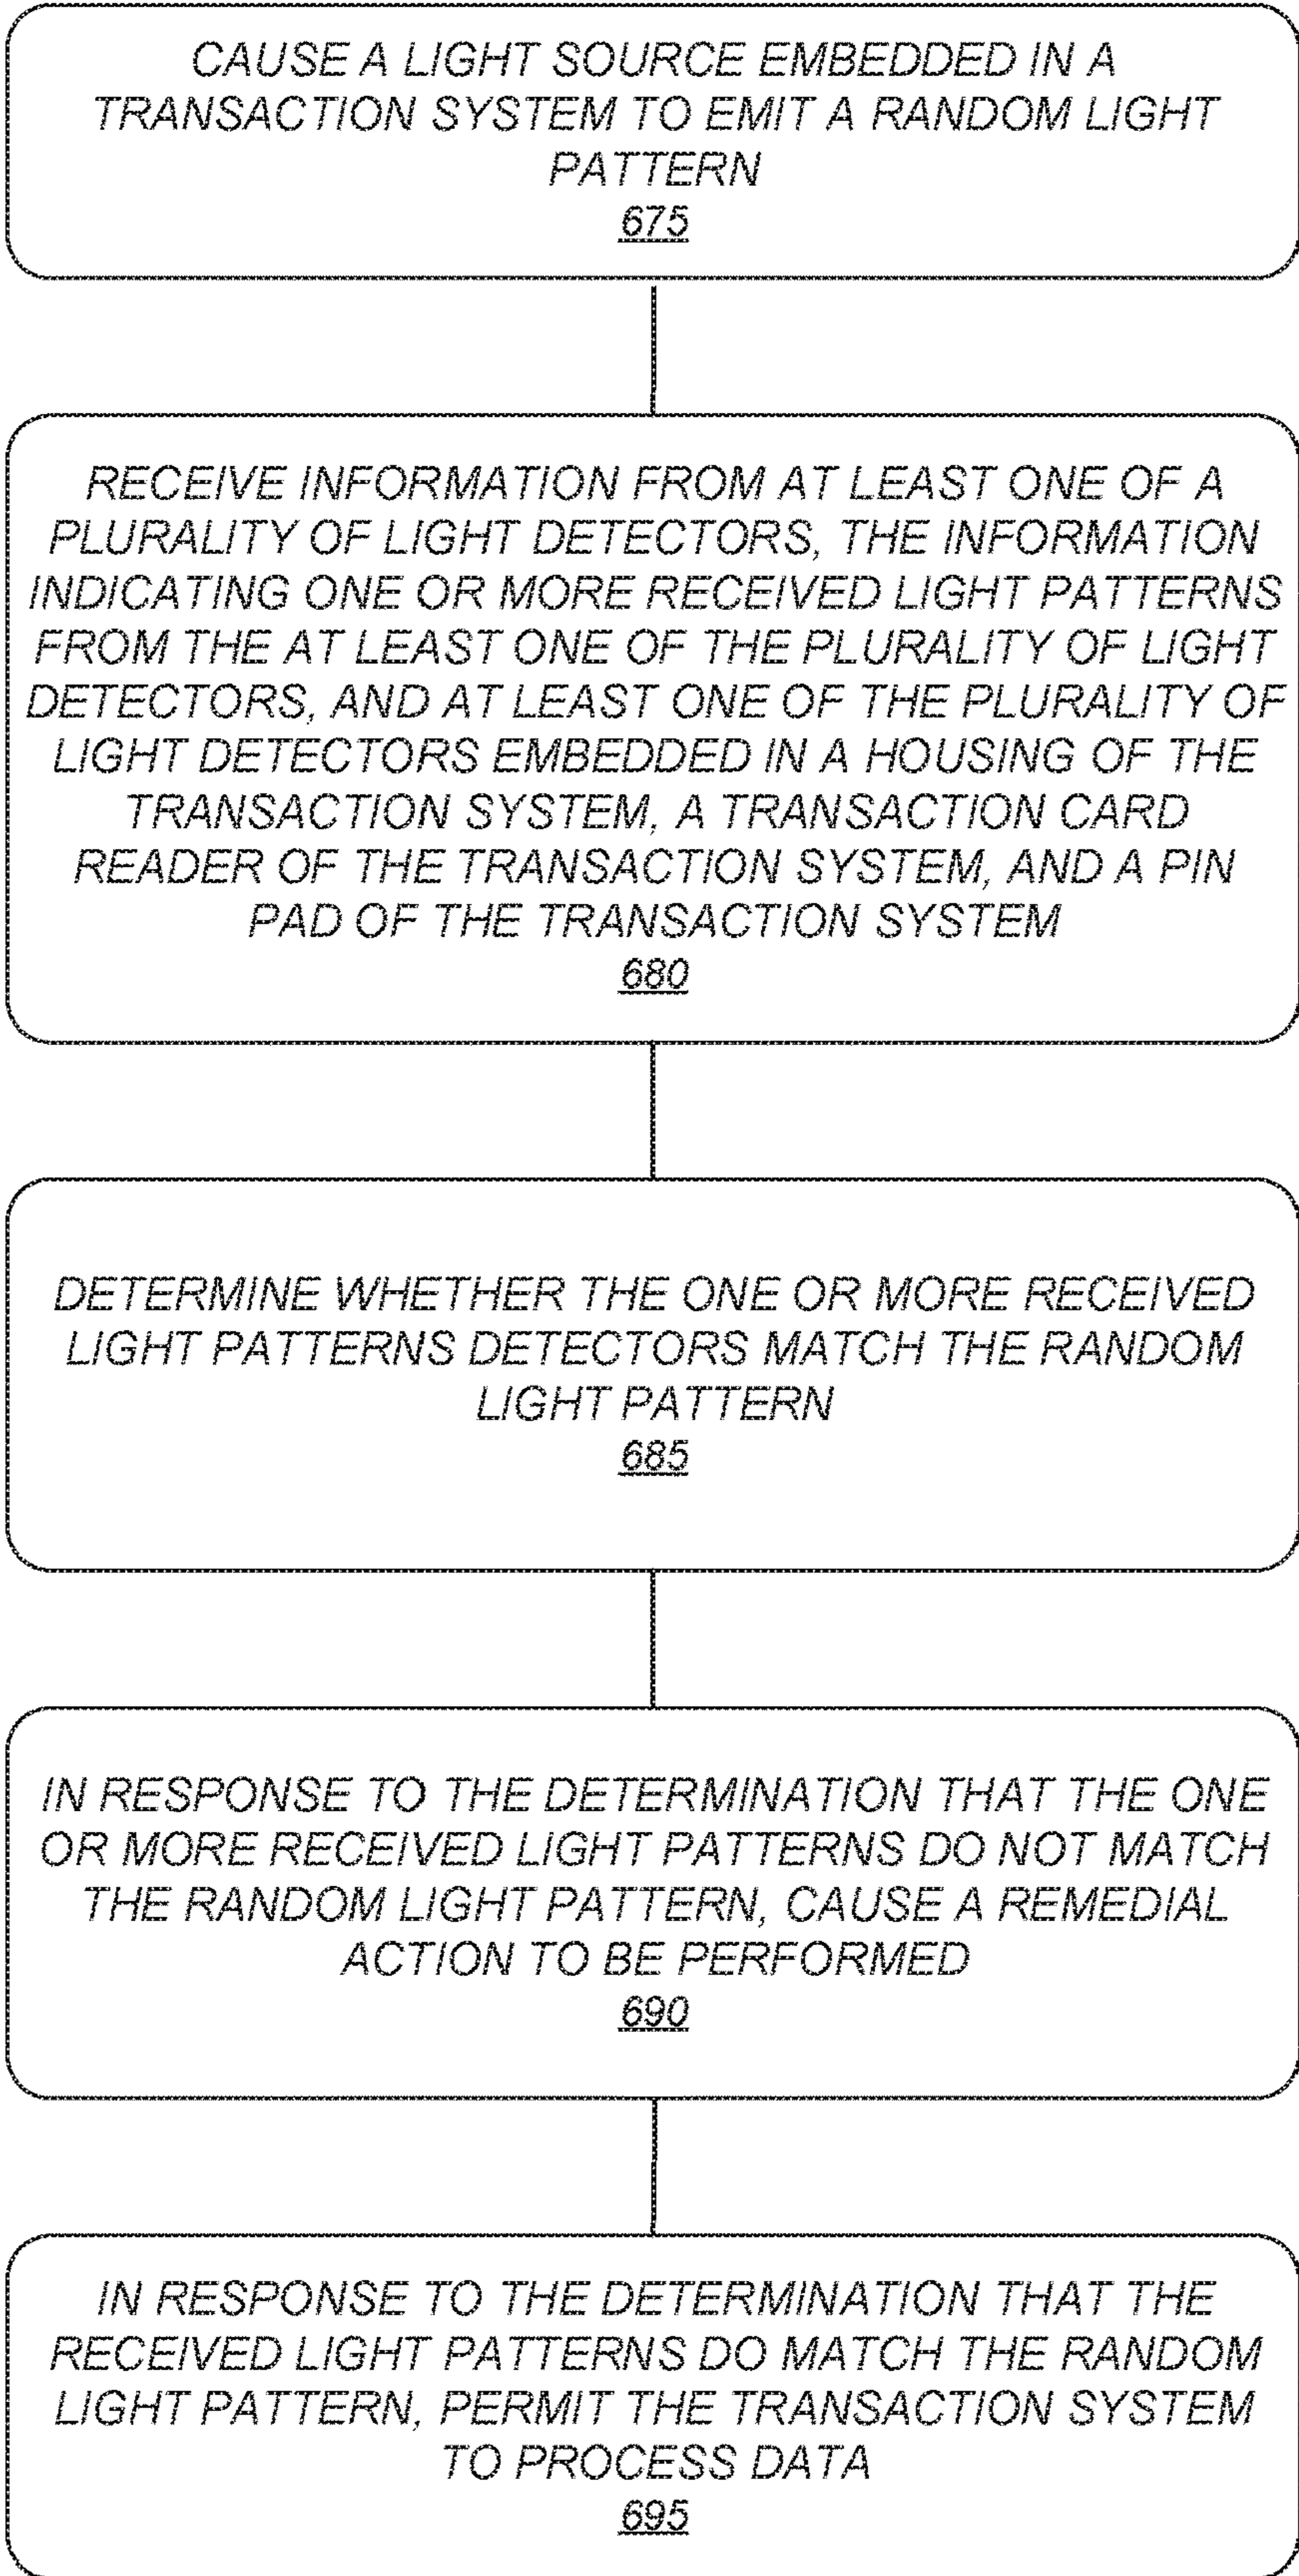 CAUSE A LIGHT SOURCE EMBEDDED IN A
TRANSACTION SYSTEM TO EMIT A RANDOM LIGHT
PATTERN
675
RECEIVE INFORMATION FROM AT LEAST ONE OF A
PLURALITY OF LIGHT DETECTORS, THE INFORMATION
INDICATING ONE OR MORE RECEIVED LIGHT PATTERNS
FROM THE AT LEAST ONE OF THE PLURALITY OF LIGHT
DETECTORS, AND AT LEAST ONE OF THE PLURALITY OF
LIGHT DETECTORS EMBEDDED IN A HOUSING OF THE
TRANSACTION SYSTEM, A TRANSACTION CARD
READER OF THE TRANSACTION SYSTEM, AND A PIN
PAD OF THE TRANSACTION SYSTEM
680
DETERMINE WHETHER THE ONE OR MORE RECEIVED
LIGHT PATTERNS DETECTORS MATCH THE RANDOM
LIGHT PATTERN
685
IN RESPONSE TO THE DETERMINATION THAT THE ONE
OR MORE RECEIVED LIGHT PATTERNS DO NOT MATCH
THE RANDOM LIGHT PATTERN, CAUSE A REMEDIAL
ACTION TO BE PERFORMED
690
IN RESPONSE TO THE DETERMINATION THAT THE
RECEIVED LIGHT PATTERNS DO MATCH THE RANDOM
LIGHT PATTERN, PERMIT THE TRANSACTION SYSTEM
TO PROCESS DATA
695